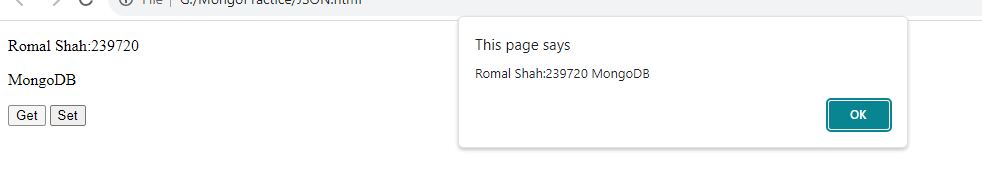 File
G:/MongoPractice/JSON.html
Romal Shah:239720
MongoDB
Get
Set
This page says
Romal Shah:239720 MongoDB
OK